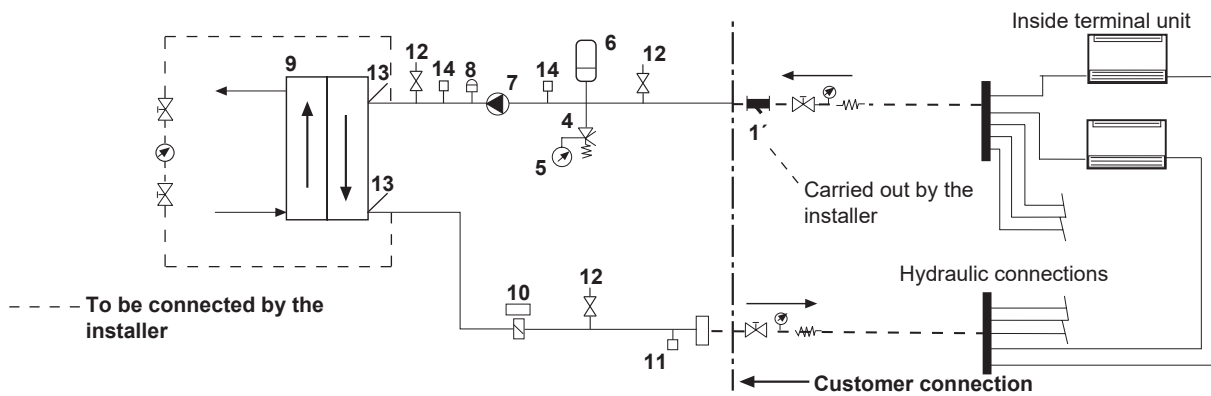 Inside terminal unit
6
9
13
12
14
8
7
14
12
4
5
1´
Carried out by the
installer
13
Hydraulic connections
12
10
11
To be connected by the
installer
Customer connection